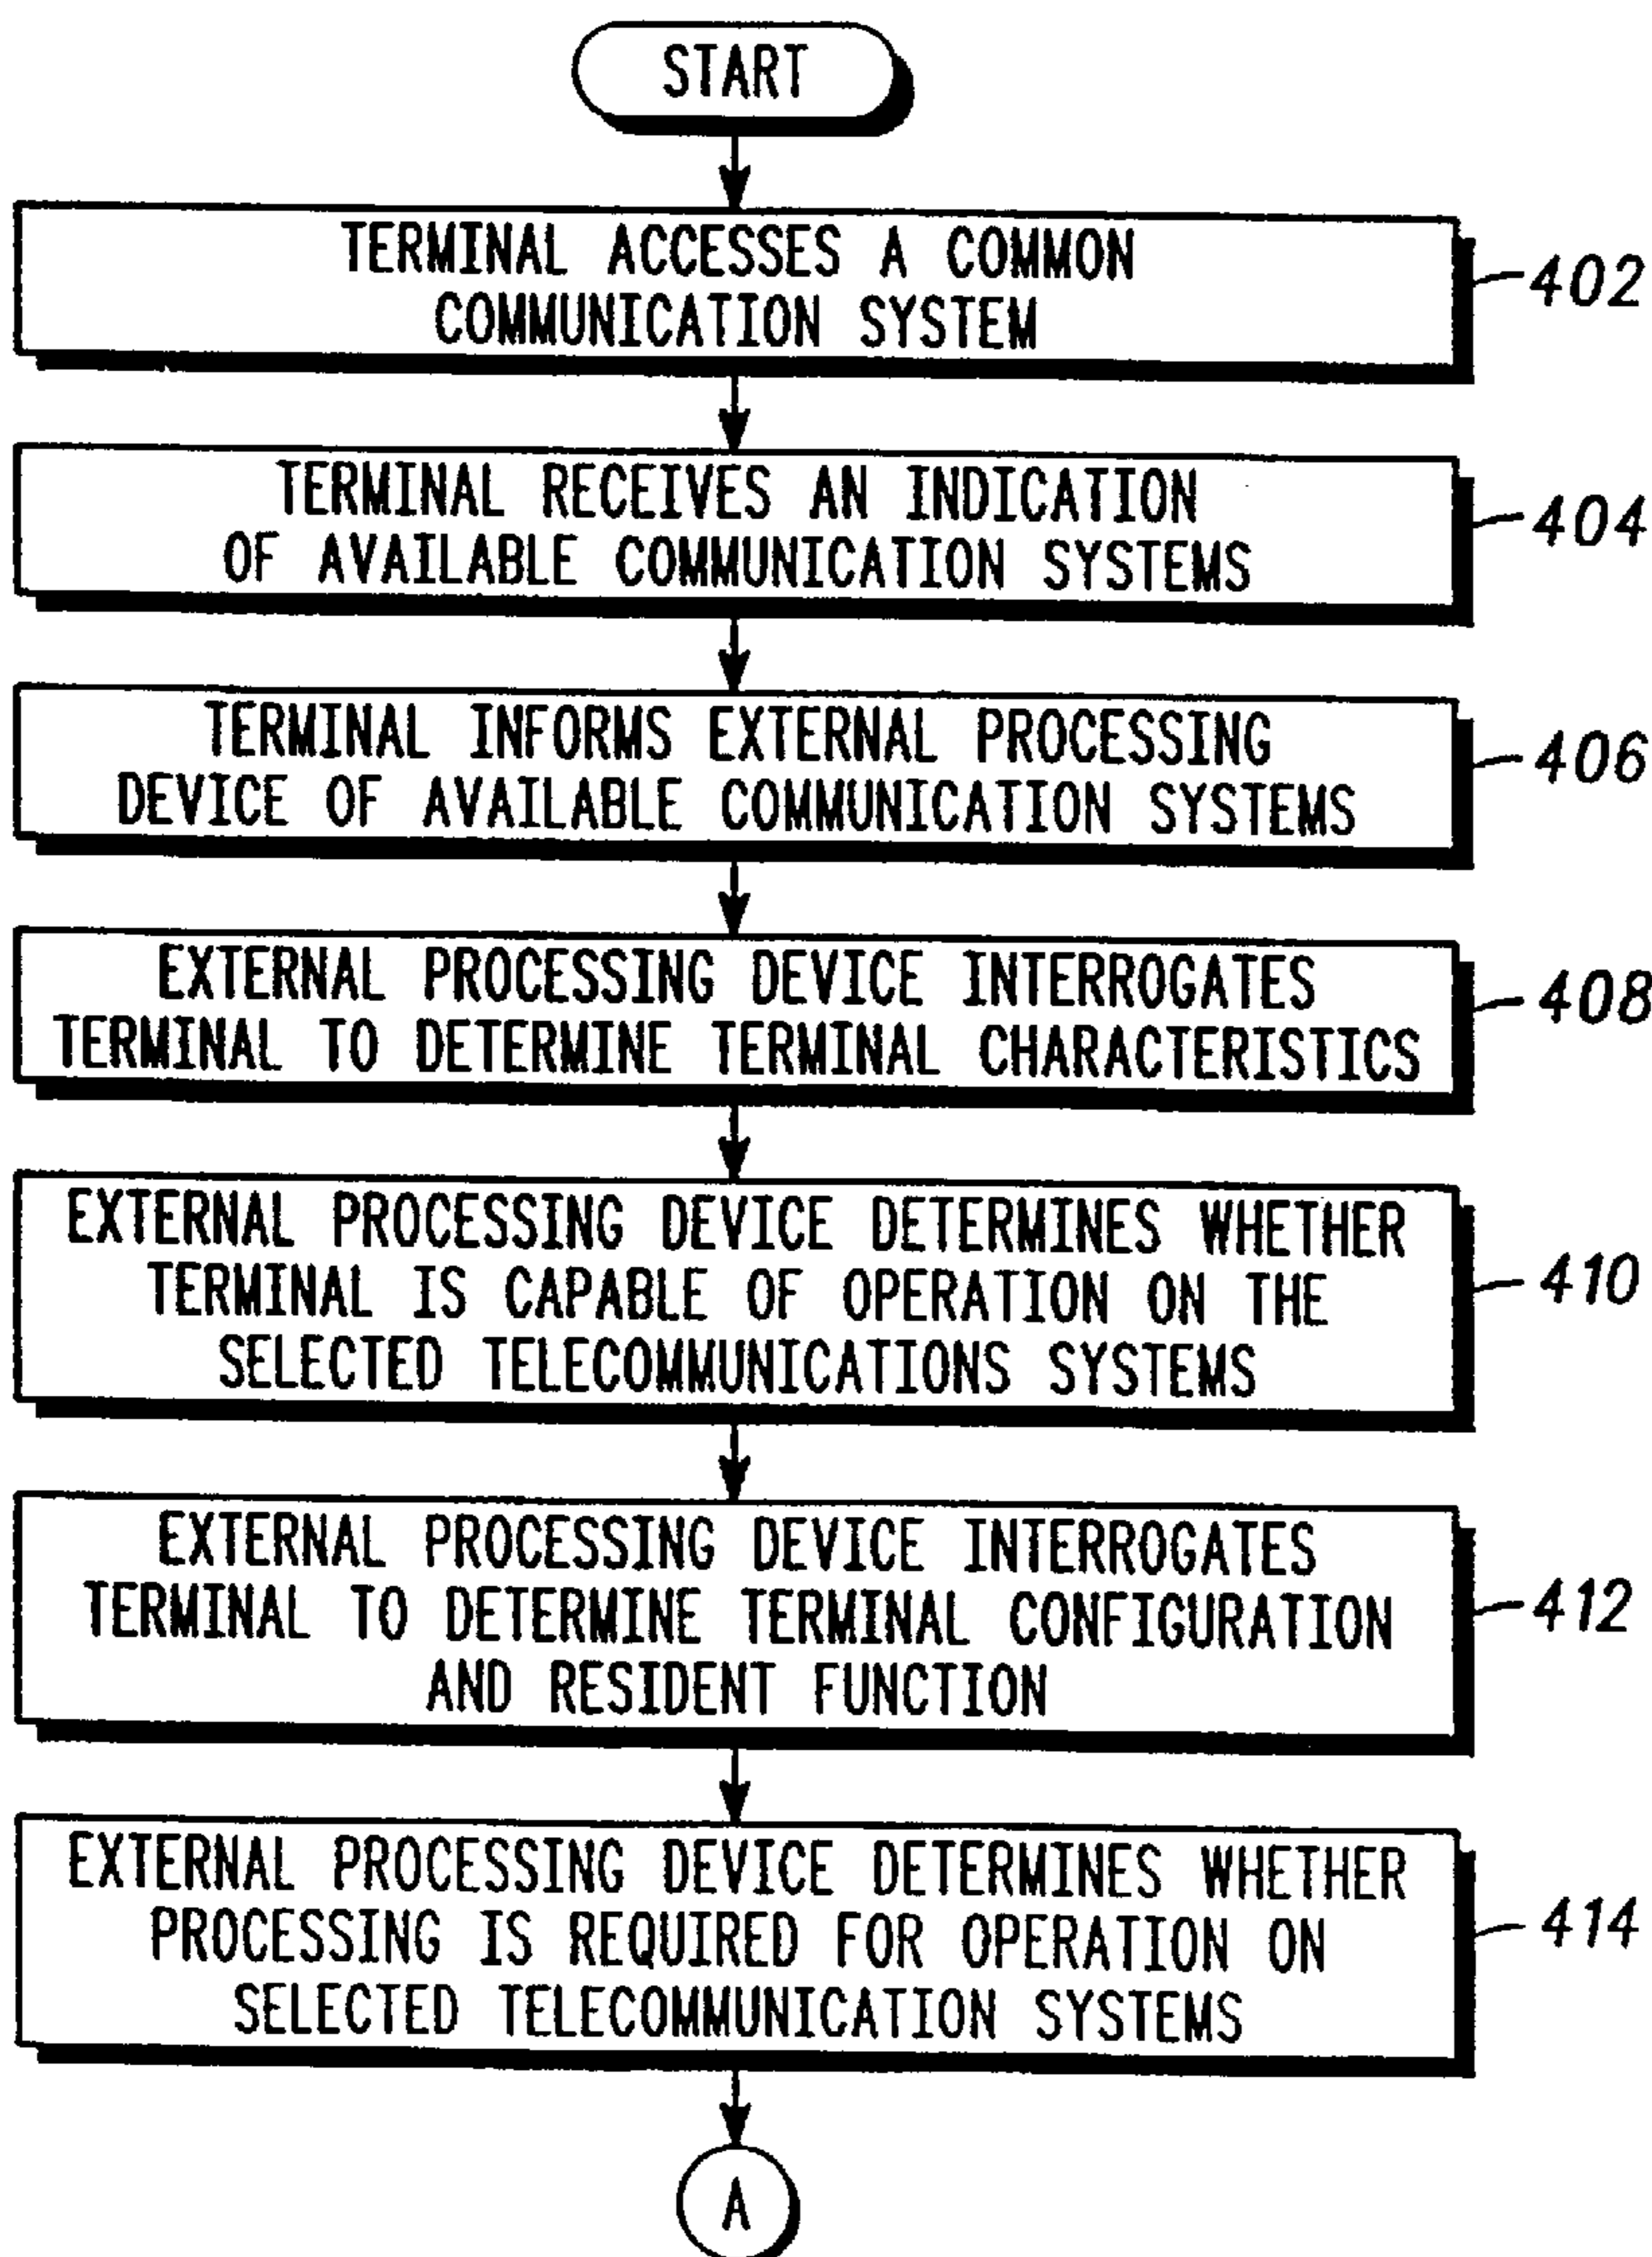 START
TERMINAL ACCESSES A COMMON
COMMUNICATION SYSTEM
402
TERMINAL RECEIVES AN INDICATION
OF AVAILABLE COMMUNICATION SYSTEMS
404
TERMINAL INFORMS EXTERNAL PROCESSING
DEVICE OF AVAILABLE COMMUNICATION SYSTEMS
406
EXTERNAL PROCESSING DEVICE INTERROGATES
TERMINAL TO DETERMINE TERMINAL CHARACTERISTICS
408
EXTERNAL PROCESSING DEVICE DETERMINES WHETHER
TERMINAL IS CAPABLE OF OPERATION ON THE
SELECTED TELECOMMUNICATIONS SYSTEMS
410
EXTERNAL PROCESSING DEVICE INTERROGATES
TERMINAL TO DETERMINE TERMINAL CONFIGURATION
AND RESIDENT FUNCTION
412
EXTERNAL PROCESSING DEVICE DETERMINES WHETHER
PROCESSING IS REQUIRED FOR OPERATION ON
SELECTED TELECOMMUNICATION SYSTEMS
414
A